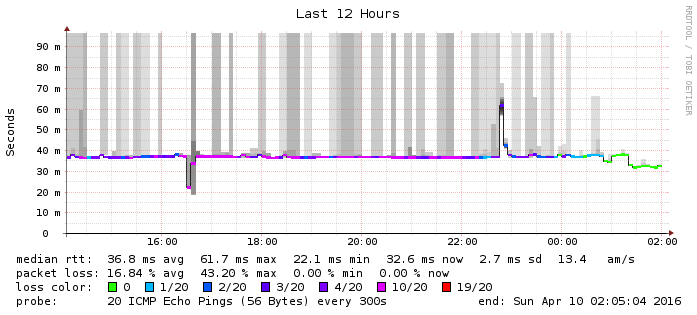 Last 12 Hours
RRDTOOL / TOBI OETIKER
Seconds
90 m
80 m
70 m
60 m
50 m
40 m
30 m
20 m
10 m
0
16:00 18:00 20:00 22:00 00:00 02:00
median rtt: 36.8 ms avg 61.7 ms max 22.1 ms min 32.6 ms now 2.7 ms sd 13.4 am/s
packet loss: 16.84 % avg 43.20 % max 0.00 % min 0.00 % now
loss color: 0 1/20 2/20 3/20 4/20 10/20 19/20
probe: 20 ICMP Echo Pings (56 Bytes) every 300s end: Sun Apr 10 02:05:04 2016